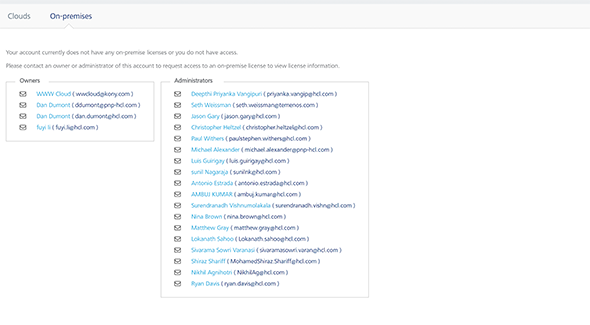 Clouds On-premises
Your account currently does not have any on-premise licenses or you do not have access.
Please contact an owner or administrator of this account to request access to an on-premise license to view license information.
Owners
WWW Cloud ( wwcloud@kony.com )
Dan Dumont ( ddumont@pnp-hcl.com )
Dan Dumont ( dan.dumont@hcl.com )
fuyi li ( fuyi.li@hcl.com )
Administrators
Deepthi Priyanka Vangipuri ( priyanka.vangip@hcl.com )
Seth Weissman ( seth.weissman@temenos.com )
Jason Gary ( jason.gary@hcl.com )
Christopher Heltzel ( christopher.heltzel@hcl.com )
Paul Withers ( paulstephen.withers@hcl.com )
Michael Alexander ( michael.alexander@pnp-hcl.com )
Luis Guirigay ( luis.guirigay@hcl.com )
sunil Nagaraja ( sunilnk@hcl.com )
Antonio Estrada ( antonio.estrada@hcl.com )
AMBUJ KUMAR ( ambuj.kumar@hcl.com )
Surendranadh Vishnumolakala ( surendranadh.vishn@hcl.com )
Nina Brown ( nina.brown@hcl.com )
Matthew Gray ( matthew.gray@hcl.com )
Lokanath Sahoo ( Lokanath.sahoo@hcl.com )
Sivarama Sowri Varanasi ( sivaramasowri.varan@hcl.com )
Shiraz Shariff ( MohamedShiraz.Shariff@hcl.com )
Nikhil Agnihotri ( NikhilAg@hcl.com )
Ryan Davis ( ryan.davis@hcl.com )